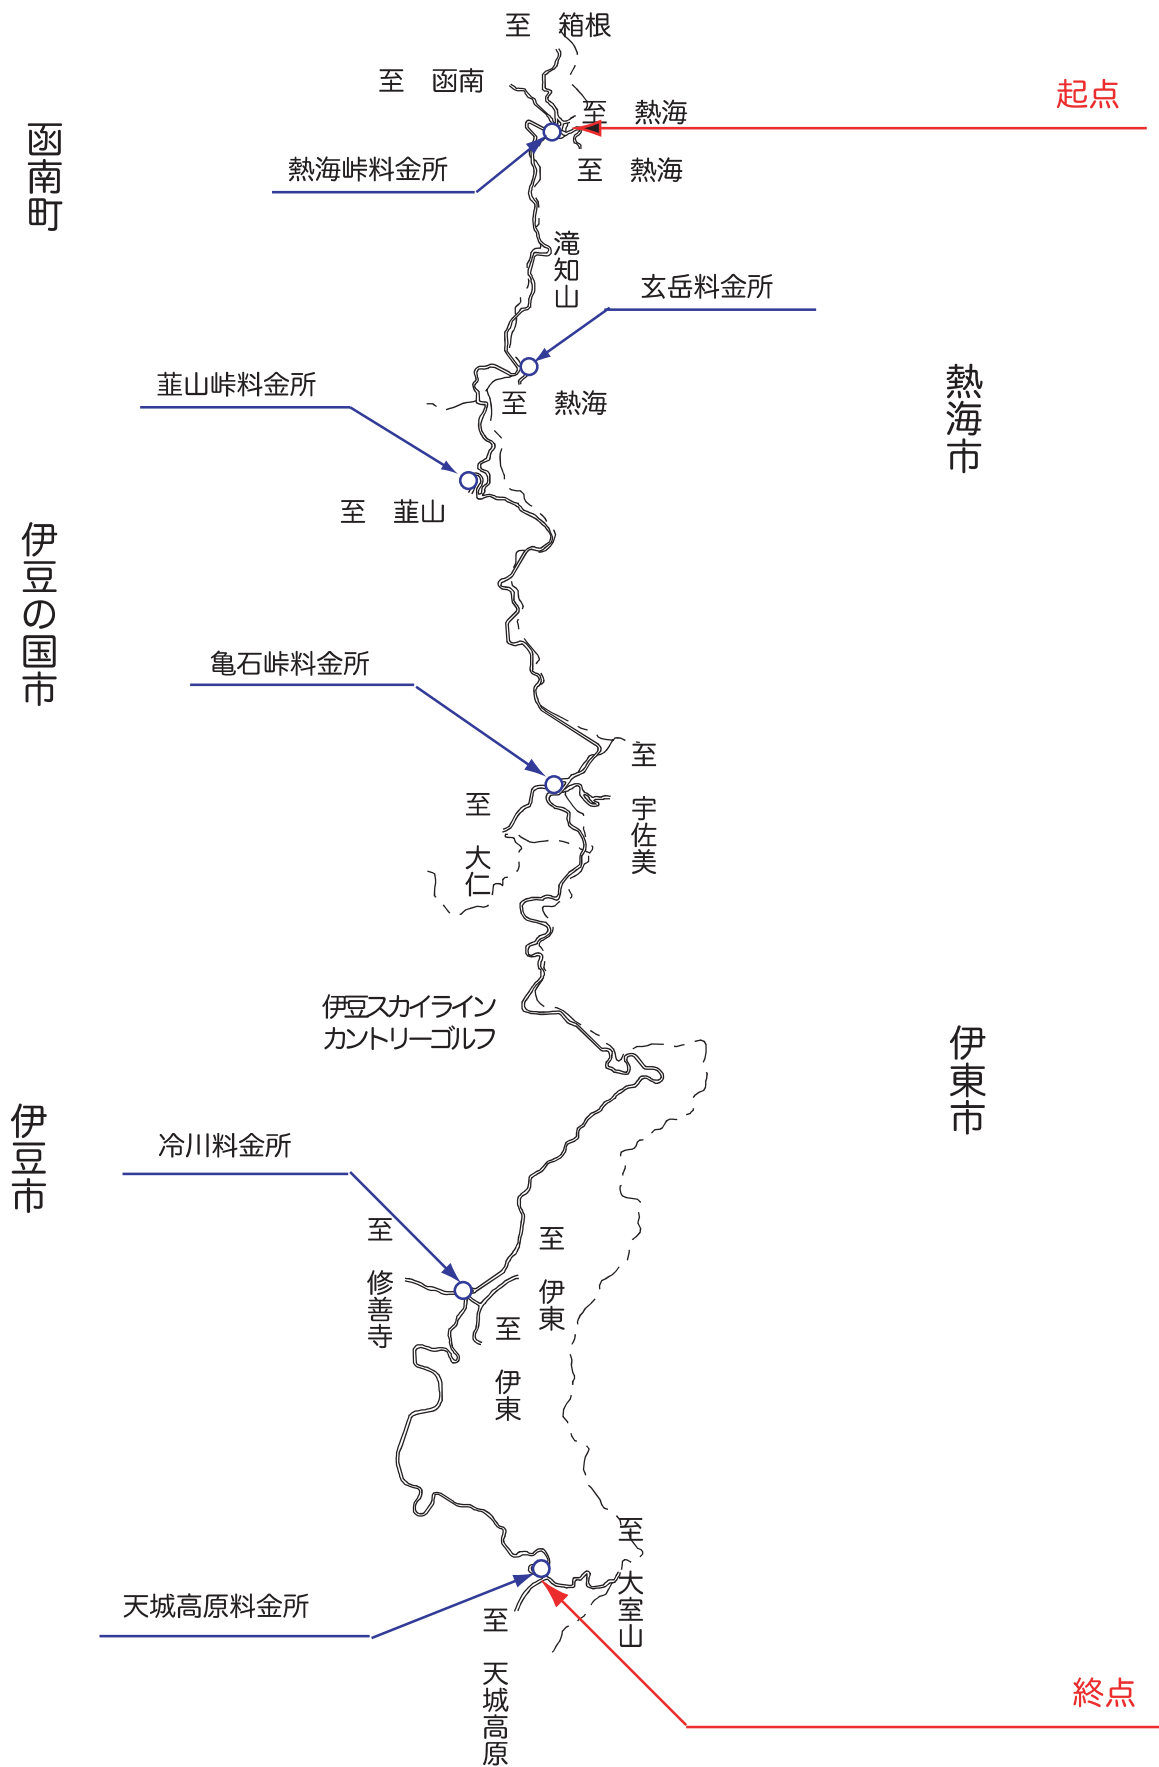 至　箱根
至　函南
起点
至　熱海
函南町
熱海峠料金所
至　熱海
滝知山
玄岳料金所
熱海市
韮山峠料金所
至　熱海
至　韮山
伊豆の国市
亀石峠料金所
至　宇佐美
至　大仁
伊豆スカイライン
カントリーゴルフ
伊東市
伊豆市
冷川料金所
至　修善寺
至　伊東
至　伊東
至　大室山
天城高原料金所
至　天城高原
終点